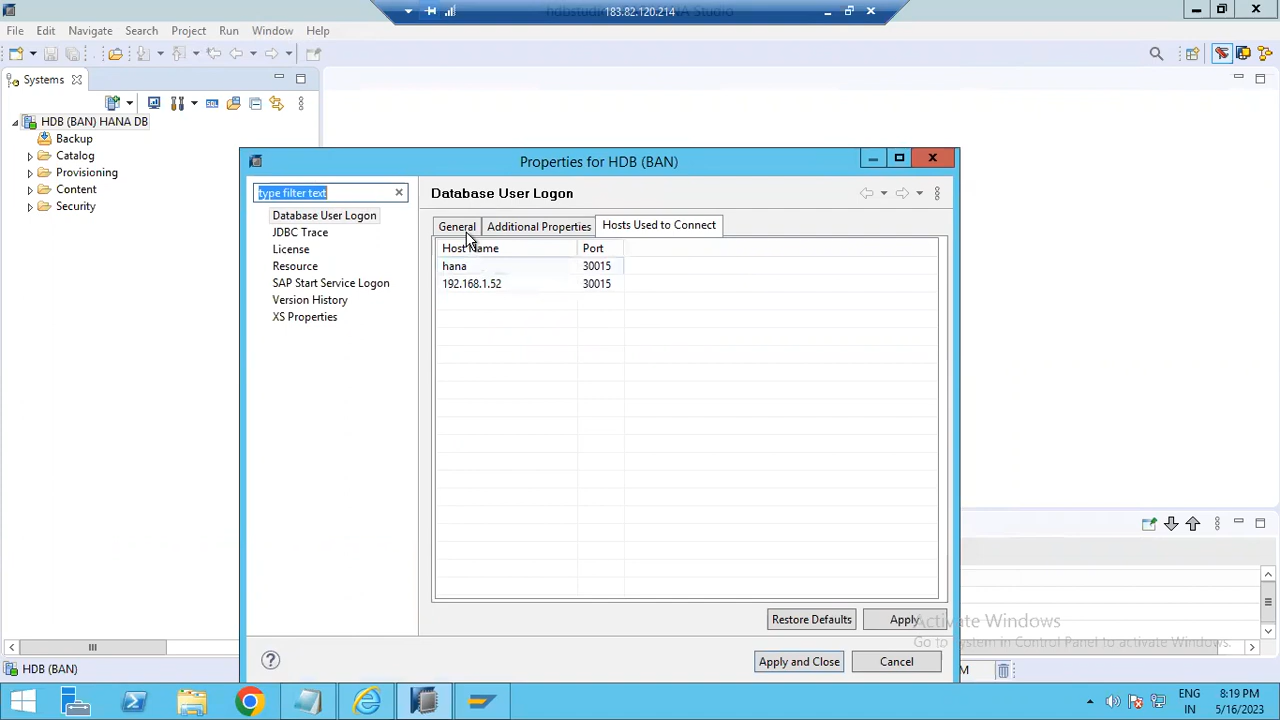 183.82.120.214
File Edit Navigate Search Project Run Window Help
Systems
HDB (BAN) HANA DB
Backup
Catalog
Provisioning
Content
Security
Properties for HDB (BAN)
type filter text
Database User Logon
JDBC Trace
License
Resource
SAP Start Service Logon
Version History
XS Properties
Database User Logon
General Additional Properties Hosts Used to Connect
Host Name Port
hana 30015
192.168.1.52 30015
Restore Defaults Apply
Apply and Close Cancel
Activate Windows
Go to System in Control Panel to activate Windows.
HDB (BAN)
ENG 8:19 PM
IN 5/16/2023